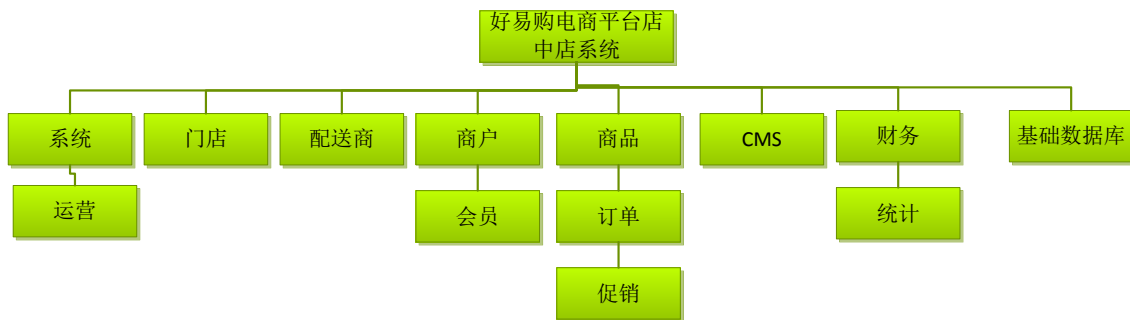 好易购电商平台店
中店系统
系统
门店
配送商
商户
商品
CMS
财务
基础数据库
运营
会员
订单
统计
促销